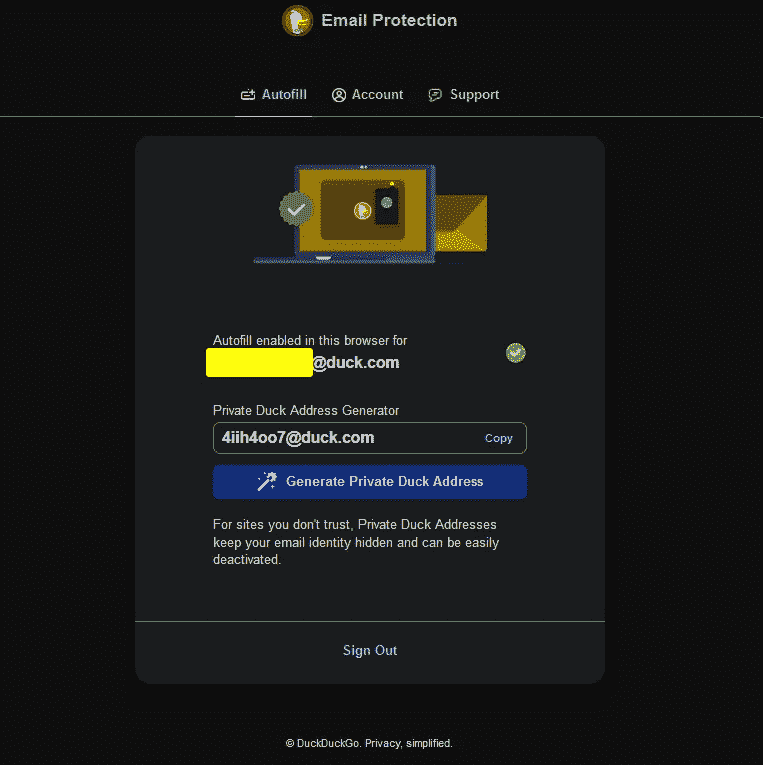 Email Protection
Autofill Account Support
Autofill enabled in this browser for
@duck.com
Private Duck Address Generator
4iih4oo7@duck.com Copy
Generate Private Duck Address
For sites you don't trust, Private Duck Addresses
keep your email identity hidden and can be easily
deactivated.
Sign Out
© DuckDuckGo. Privacy, simplified.